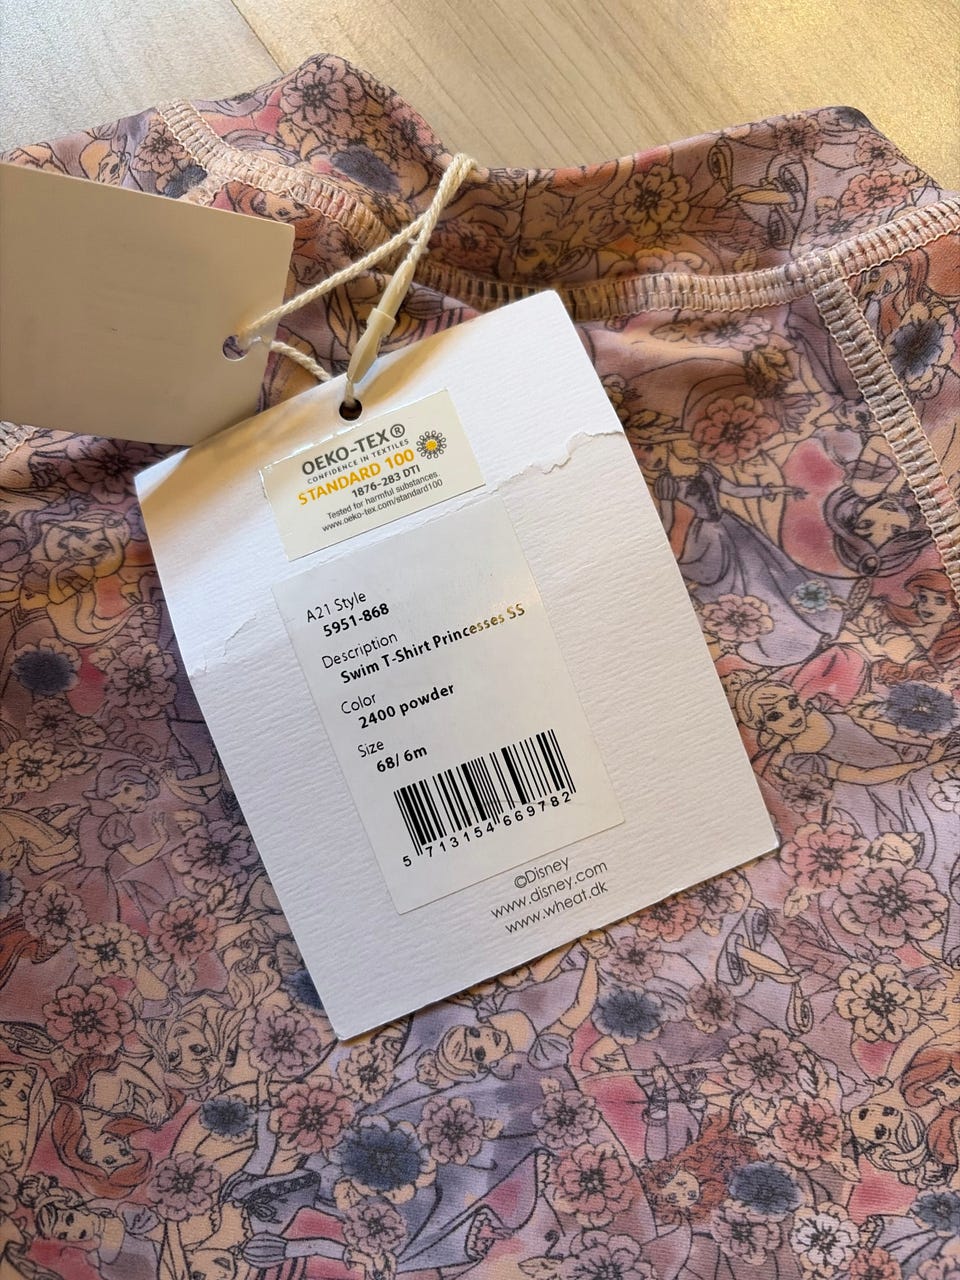 OEKO-TEX®
CONFIDENCE IN TEXTILES
STANDARD 100
1876-283 DTI
Tested for harmful substances.
www.oeko-tex.com/standard100
A21 Style
5951-868
Description
Swim T-Shirt Princesses SS
Color
2400 powder
Size
68/6m
5 713154 669782
©Disney
www.disney.com
www.wheat.dk